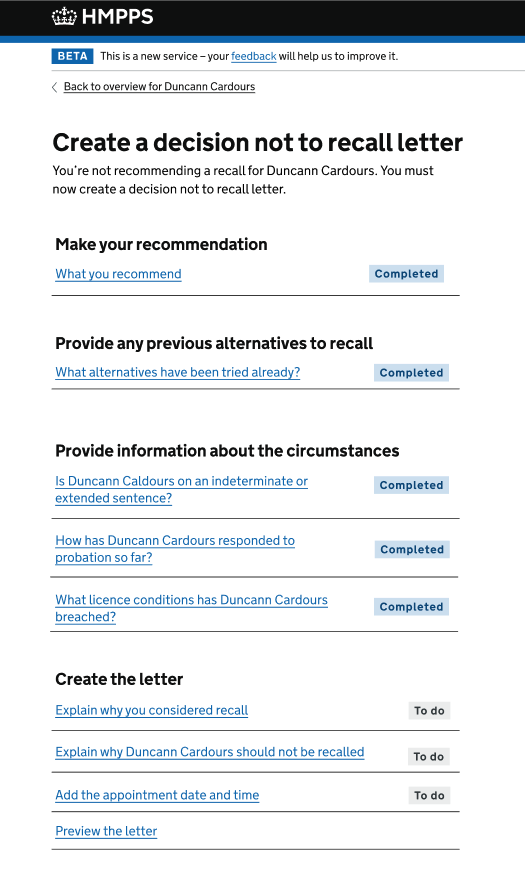 HMPPS
BETA This is a new service – your feedback will help us to improve it.
Back to overview for Duncann Cardours
Create a decision not to recall letter
You're not recommending a recall for Duncann Cardours. You must
now create a decision not to recall letter.
Make your recommendation
What you recommend Completed
Provide any previous alternatives to recall
What alternatives have been tried already? Completed
Provide information about the circumstances
Is Duncann Caldours on an indeterminate or
extended sentence? Completed
How has Duncann Cardours responded to
probation so far? Completed
What licence conditions has Duncann Cardours
breached? Completed
Create the letter
Explain why you considered recall To do
Explain why Duncann Cardours should not be recalled To do
Add the appointment date and time To do
Preview the letter